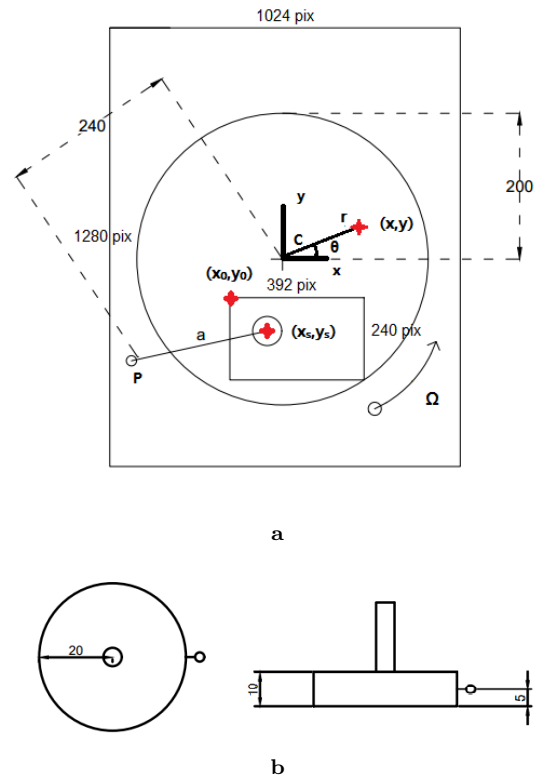 1024 pix
240
y
200
r
(x,y)
C
θ
1280 pix
x
(x₀,y₀)
392 pix
(xₛ,yₛ)
240 pix
a
P
Ω
a
20
10
5
b